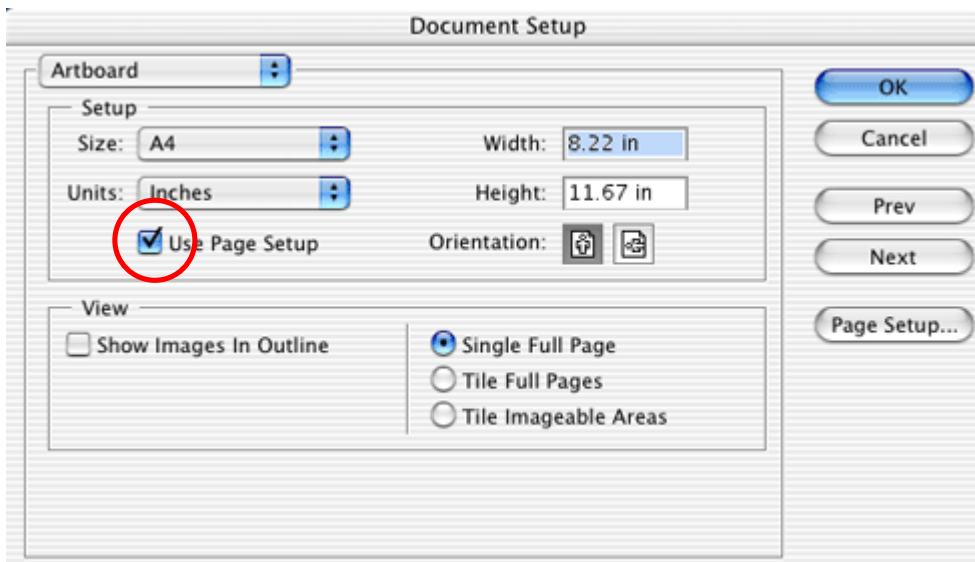 Document Setup
Artboard
Setup
Size: A4
Width: 8.22 in
Units: Inches
Height: 11.67 in
Use Page Setup
Orientation:
View
Show Images In Outline
Single Full Page
Tile Full Pages
Tile Imageable Areas
OK
Cancel
Prev
Next
Page Setup...